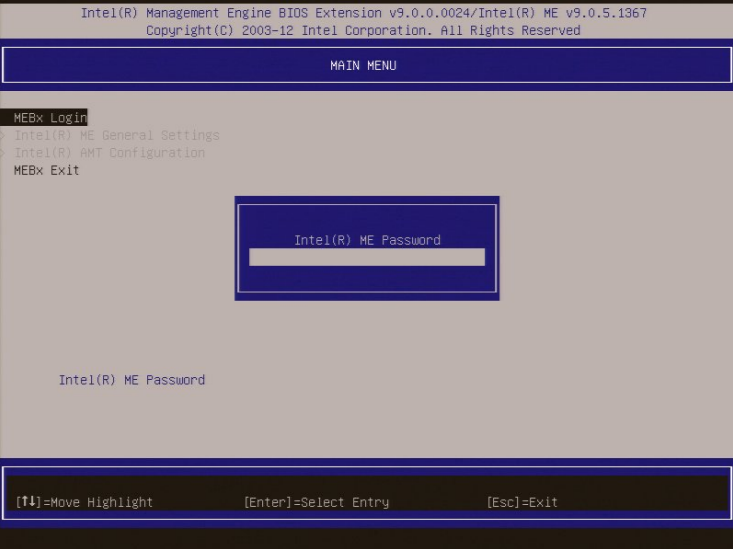 Intel(R) Management Engine BIOS Extension v9.0.0.0024/Intel(R) ME v9.0.5.1367
Copyright(C) 2003-12 Intel Corporation. All Rights Reserved
MAIN MENU
MEBx Login
> Intel(R) ME General Settings
> Intel(R) AMT Configuration
MEBx Exit
Intel(R) ME Password
Intel(R) ME Password
[↑↓]=Move Highlight [Enter]=Select Entry [Esc]=Exit